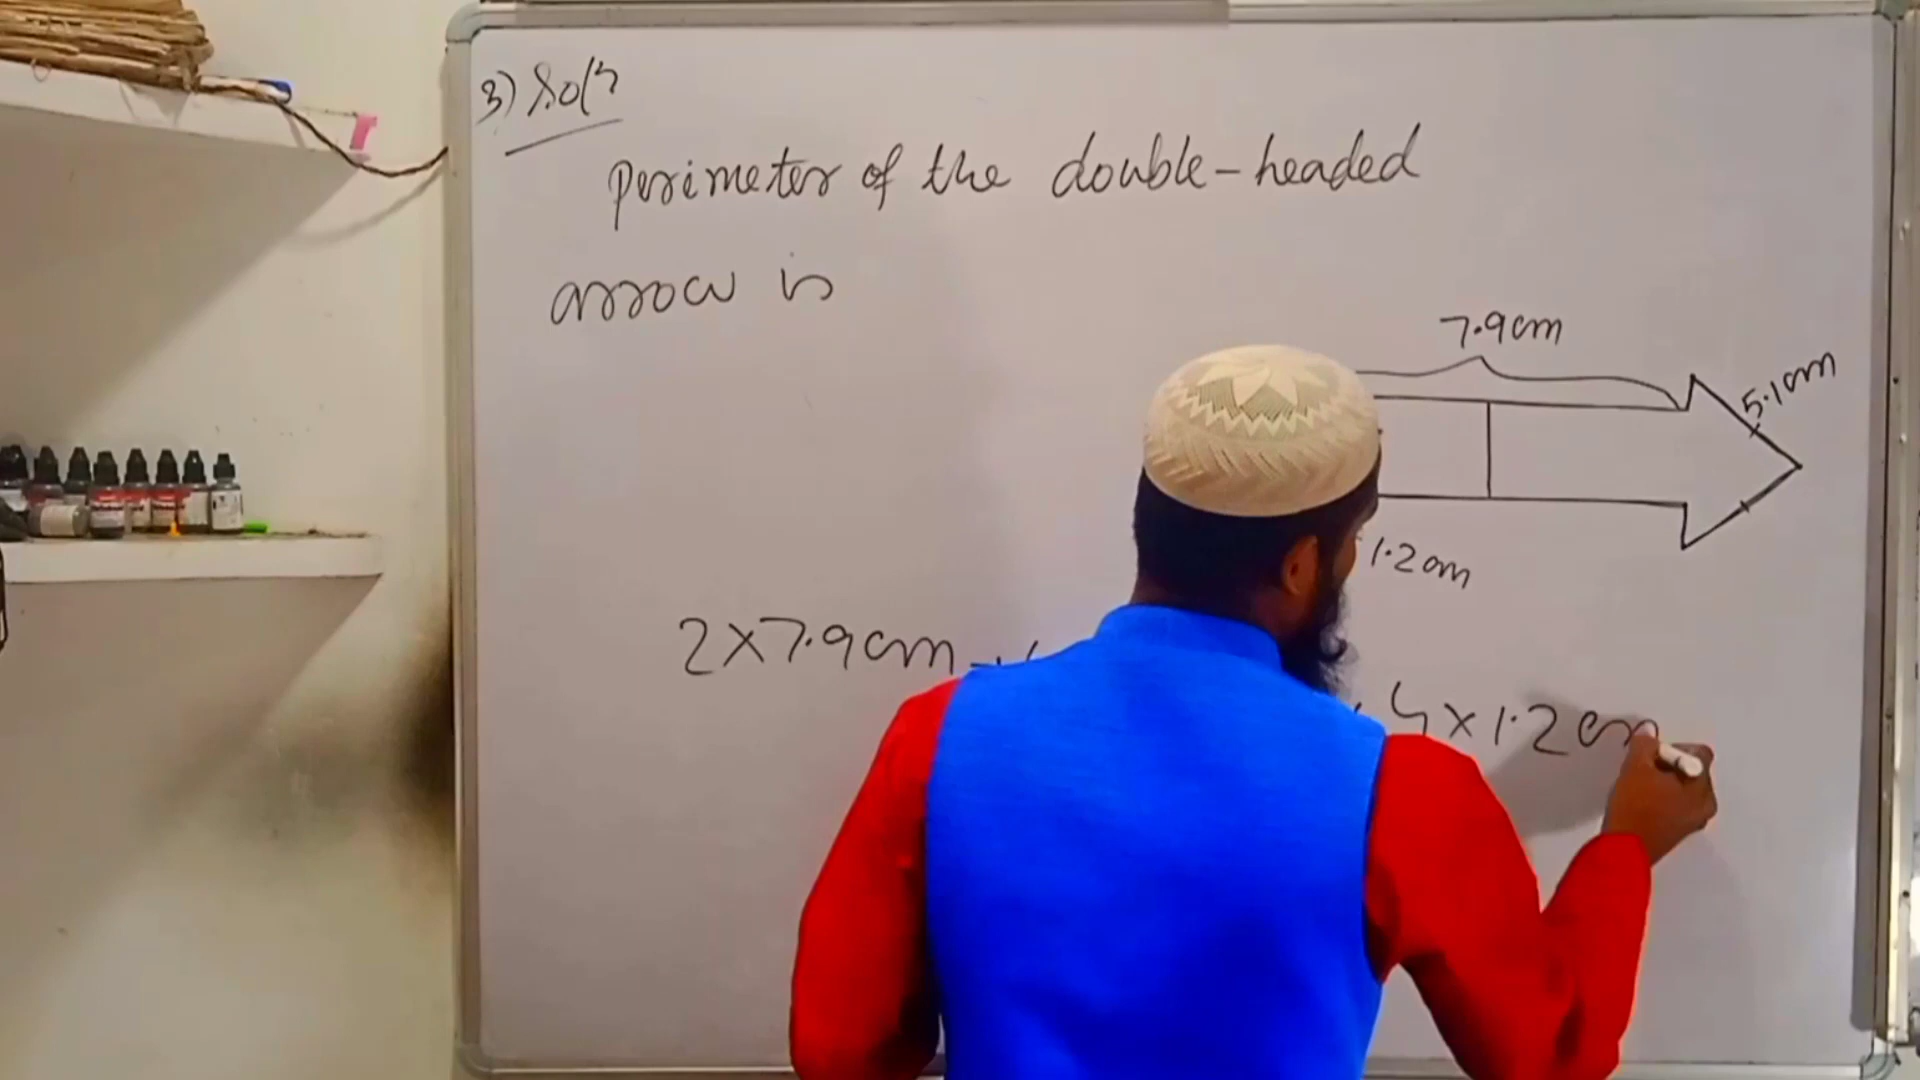 3) Soln
Perimeter of the double-headed
arrow is
7.9cm
5.1cm
1.2cm
2×7.9cm +
4×1.2cm